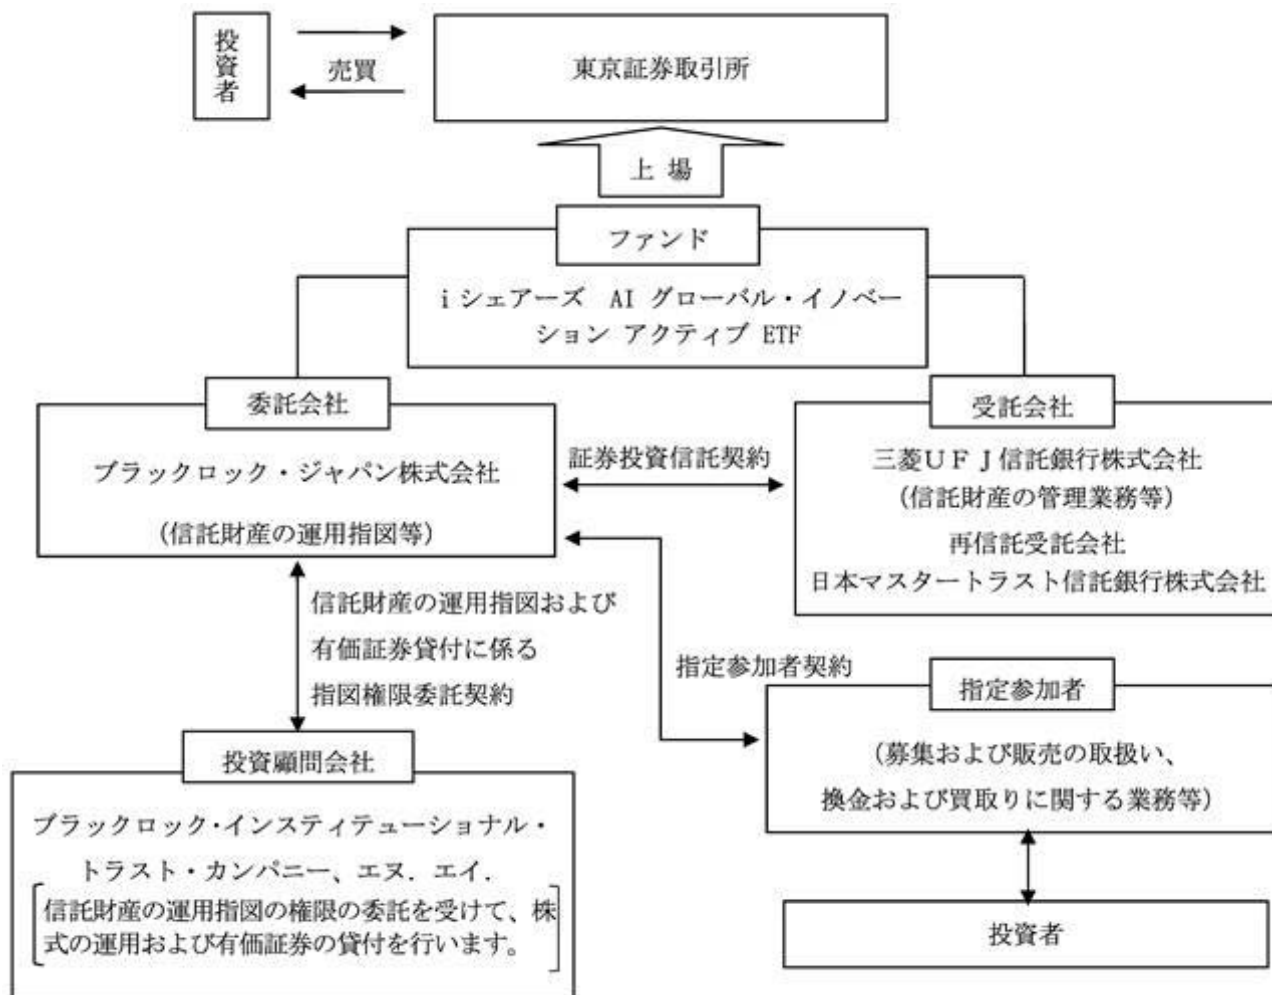 投資者
売買
東京証券取引所
上 場
ファンド
i シェアーズ AI グローバル・イノベー
ション アクティブ ETF
委託会社
ブラックロック・ジャパン株式会社
(信託財産の運用指図等)
証券投資信託契約
受託会社
三菱ＵＦＪ信託銀行株式会社
(信託財産の管理業務等)
再信託受託会社
日本マスタートラスト信託銀行株式会社
信託財産の運用指図および
有価証券貸付に係る
指図権限委託契約
指定参加者契約
指定参加者
(募集および販売の取扱い、
換金および買取りに関する業務等)
投資顧問会社
ブラックロック・インスティテューショナル・
トラスト・カンパニー、エヌ．エイ．
信託財産の運用指図の権限の委託を受けて、株
式の運用および有価証券の貸付を行います。
投資者